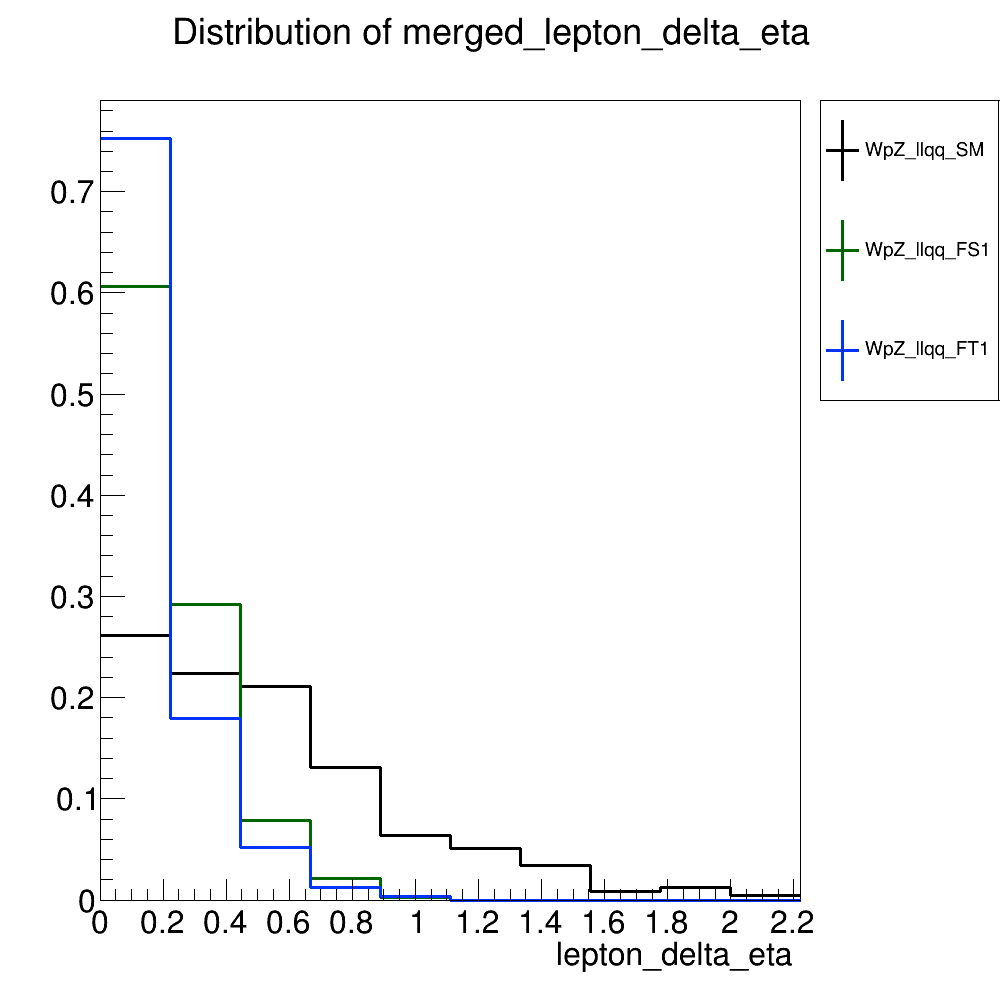 Distribution of merged_lepton_delta_eta
WpZ_llqq_SM
WpZ_llqq_FS1
WpZ_llqq_FT1
0.7
0.6
0.5
0.4
0.3
0.2
0.1
0
0 0.2 0.4 0.6 0.8 1 1.2 1.4 1.6 1.8 2 2.2
lepton_delta_eta